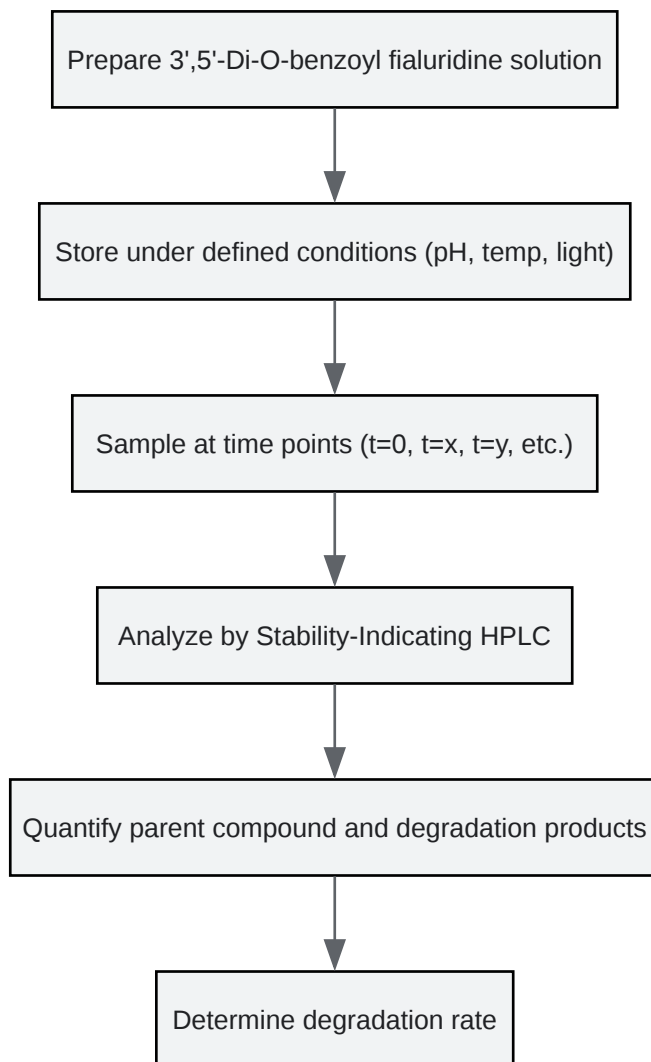 Prepare 3',5'-Di-O-benzoyl fialuridine solution
Store under defined conditions (pH, temp, light)
Sample at time points (t=0, t=x, t=y, etc.)
Analyze by Stability-Indicating HPLC
Quantify parent compound and degradation products
Determine degradation rate